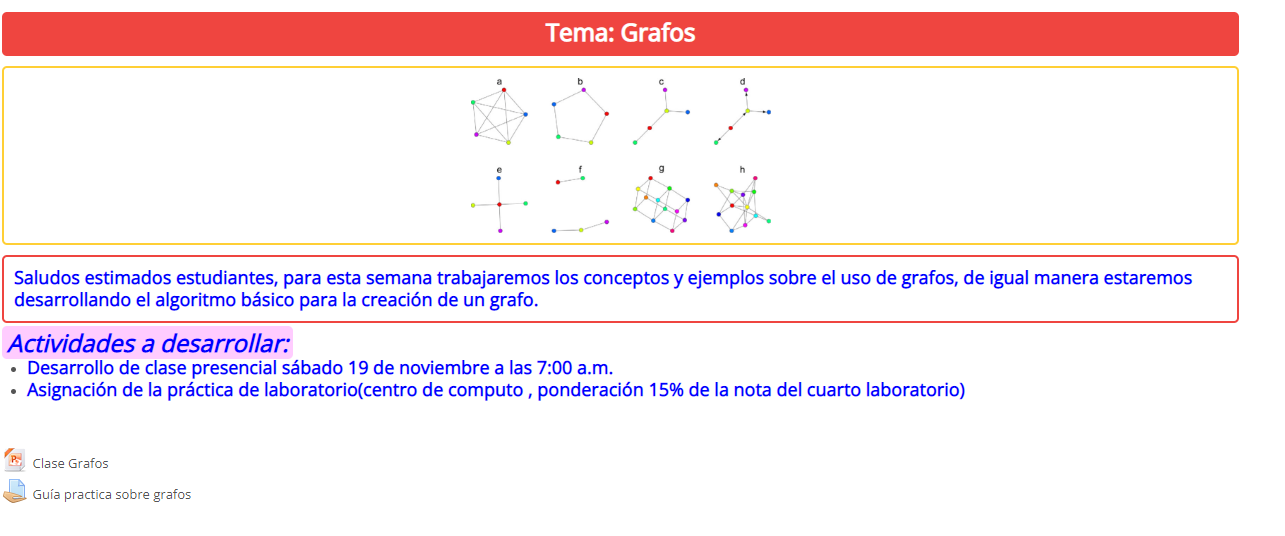 Tema: Grafos
a b c d
e f g h
Saludos estimados estudiantes, para esta semana trabajaremos los conceptos y ejemplos sobre el uso de grafos, de igual manera estaremos
desarrollando el algoritmo básico para la creación de un grafo.
Actividades a desarrollar:
Desarrollo de clase presencial sábado 19 de noviembre a las 7:00 a.m.
Asignación de la práctica de laboratorio(centro de computo , ponderación 15% de la nota del cuarto laboratorio)
Clase Grafos
Guía practica sobre grafos